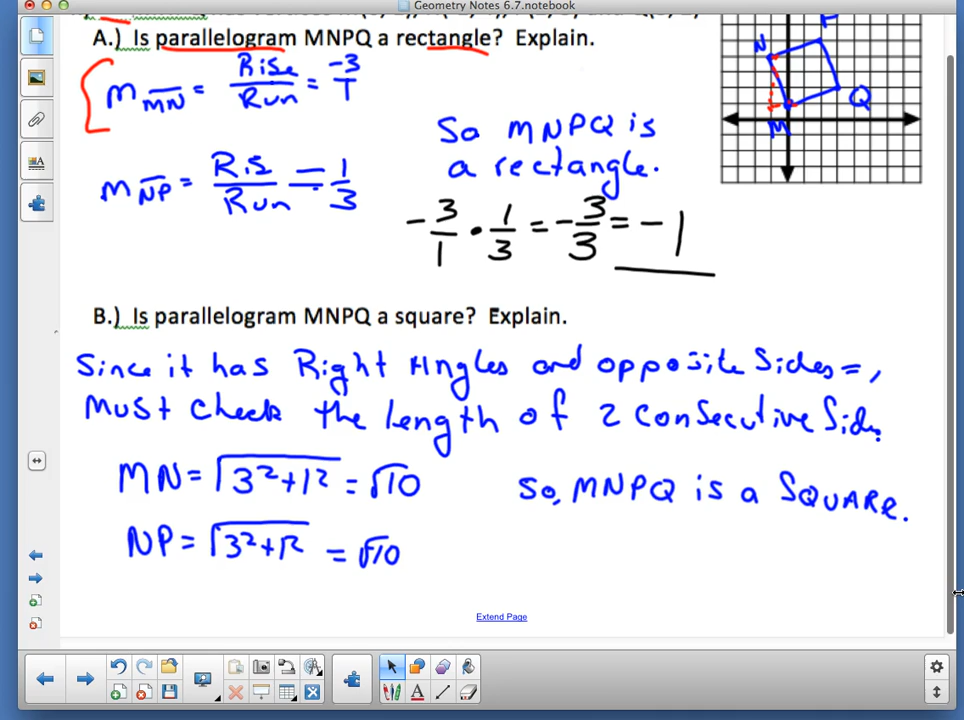 Geometry Notes 6.7.notebook
A.) Is parallelogram MNPQ a rectangle? Explain.
m MN = Rise/Run = -3/1
So MNPQ is
a rectangle.
m NP = Ris/Run = 1/3
-3/1 • 1/3 = -3/3 = -1
N
Q
M
B.) Is parallelogram MNPQ a square? Explain.
Since it has Right Angles and opposite Sides =,
Must check the length of 2 consecutive Sid.
MN = √3²+1² = √10
So, MNPQ is a SQUARE.
NP = √3²+1² = √10
Extend Page